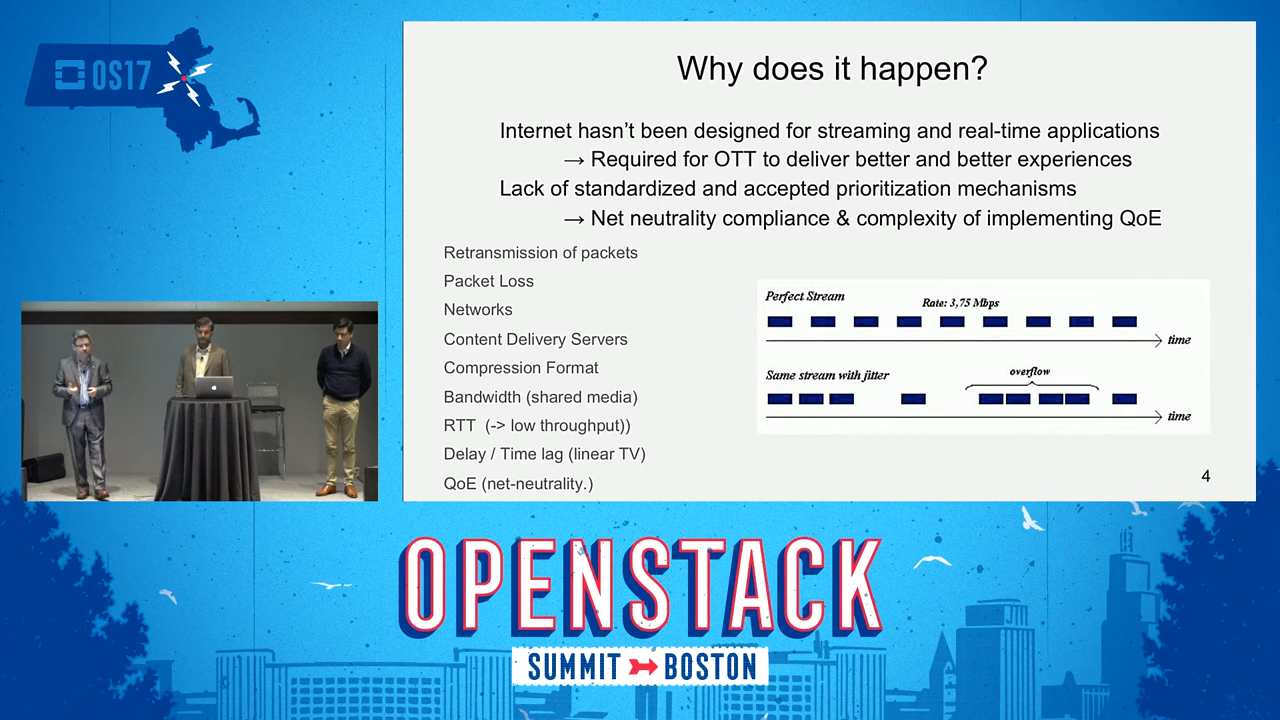 OS17
Why does it happen?
Internet hasn't been designed for streaming and real-time applications
→ Required for OTT to deliver better and better experiences
Lack of standardized and accepted prioritization mechanisms
→ Net neutrality compliance & complexity of implementing QoE
Retransmission of packets
Packet Loss
Networks
Content Delivery Servers
Compression Format
Bandwidth (shared media)
RTT (-> low throughput))
Delay / Time lag (linear TV)
QoE (net-neutrality.)
Perfect Stream
Rate: 3,75 Mbps
time
Same stream with jitter
overflow
time
4
OPENSTACK
SUMMIT BOSTON